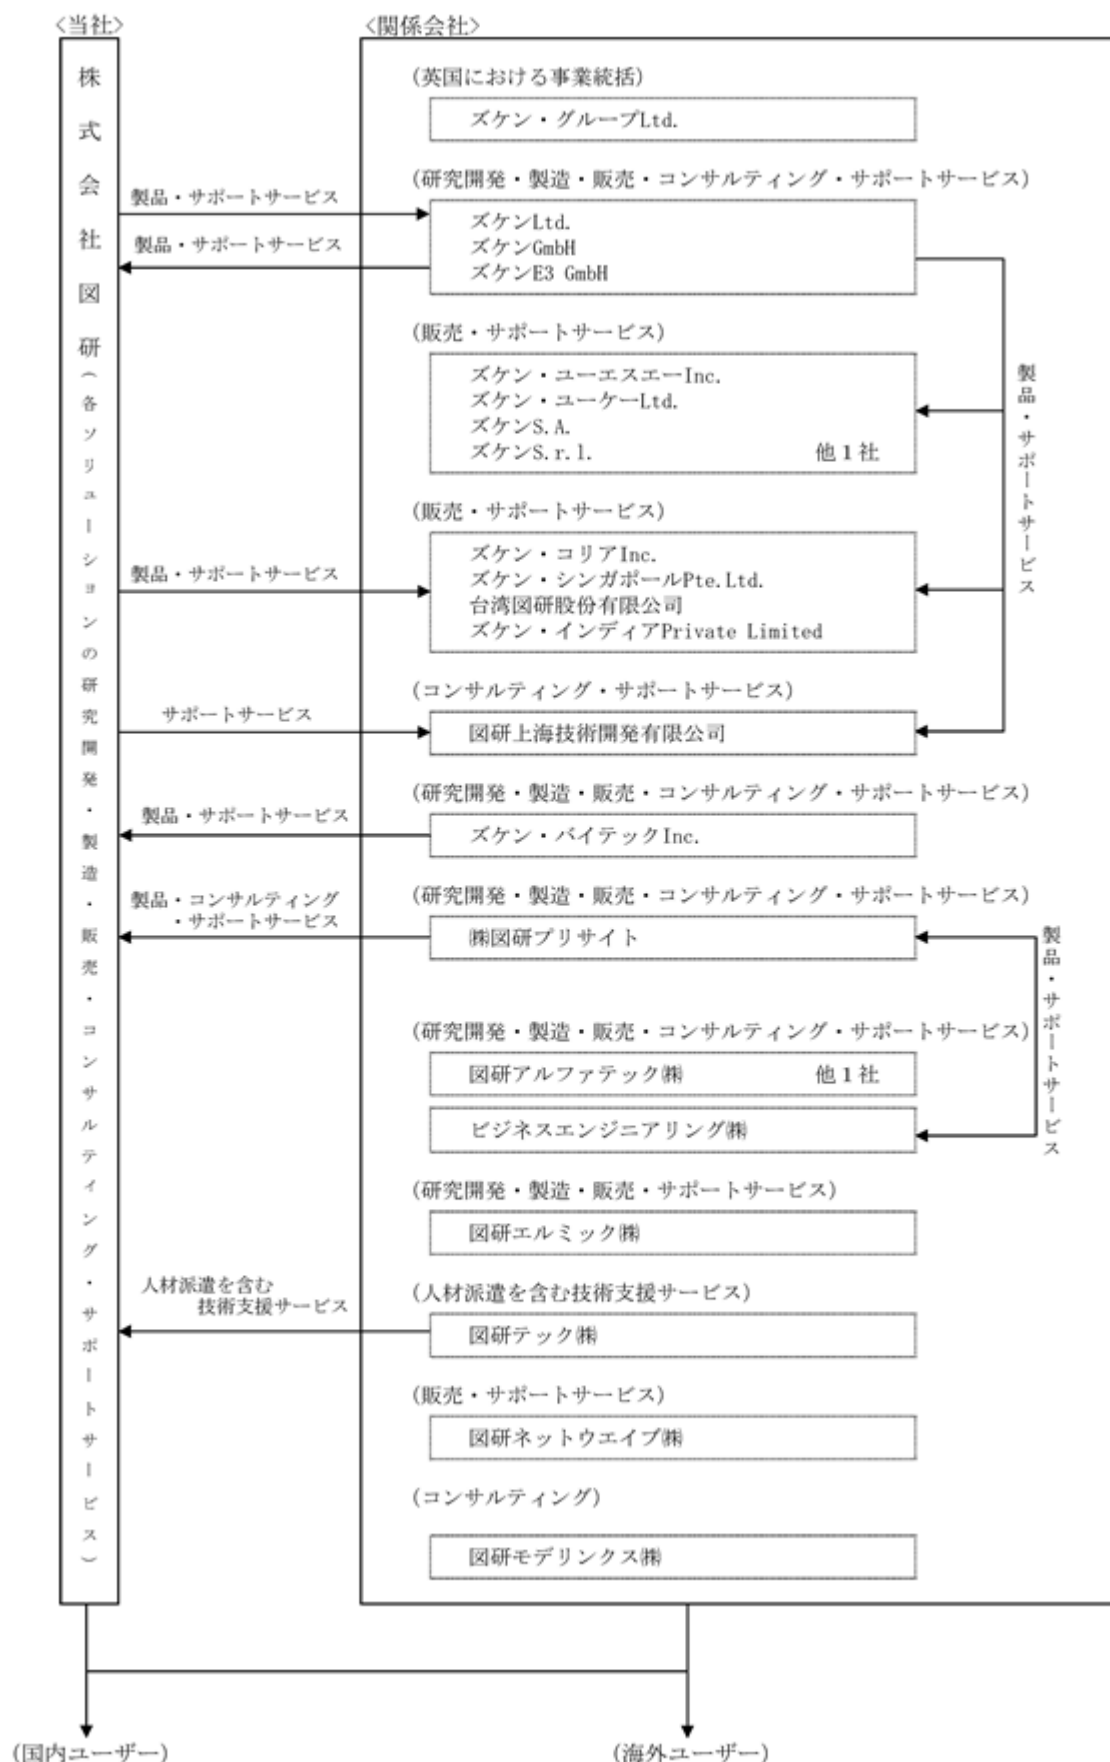 <当社>
<関係会社>
株式会社図研(各ソリューションの研究開発・製造・販売・コンサルティング・サポートサービス)
(英国における事業統括)
ズケン・グループLtd.
(研究開発・製造・販売・コンサルティング・サポートサービス)
製品・サポートサービス
ズケンLtd.
製品・サポートサービス
ズケンGmbH
ズケンE3 GmbH
(販売・サポートサービス)
ズケン・ユーエスエーInc.
ズケン・ユーケーLtd.
ズケンS.A.
ズケンS.r.l. 他1社
製品・サポートサービス
(販売・サポートサービス)
ズケン・コリアInc.
製品・サポートサービス
ズケン・シンガポールPte.Ltd.
台湾図研股份有限公司
ズケン・インディアPrivate Limited
(コンサルティング・サポートサービス)
サポートサービス
図研上海技術開発有限公司
(研究開発・製造・販売・コンサルティング・サポートサービス)
製品・サポートサービス
ズケン・バイテックInc.
(研究開発・製造・販売・コンサルティング・サポートサービス)
製品・コンサルティング
・サポートサービス
㈱図研プリサイト
製品・サポートサービス
(研究開発・製造・販売・コンサルティング・サポートサービス)
図研アルファテック㈱ 他1社
ビジネスエンジニアリング㈱
(研究開発・製造・販売・サポートサービス)
図研エルミック㈱
人材派遣を含む
技術支援サービス
(人材派遣を含む技術支援サービス)
図研テック㈱
(販売・サポートサービス)
図研ネットウエイブ㈱
(コンサルティング)
図研モデリンクス㈱
(国内ユーザー)
(海外ユーザー)